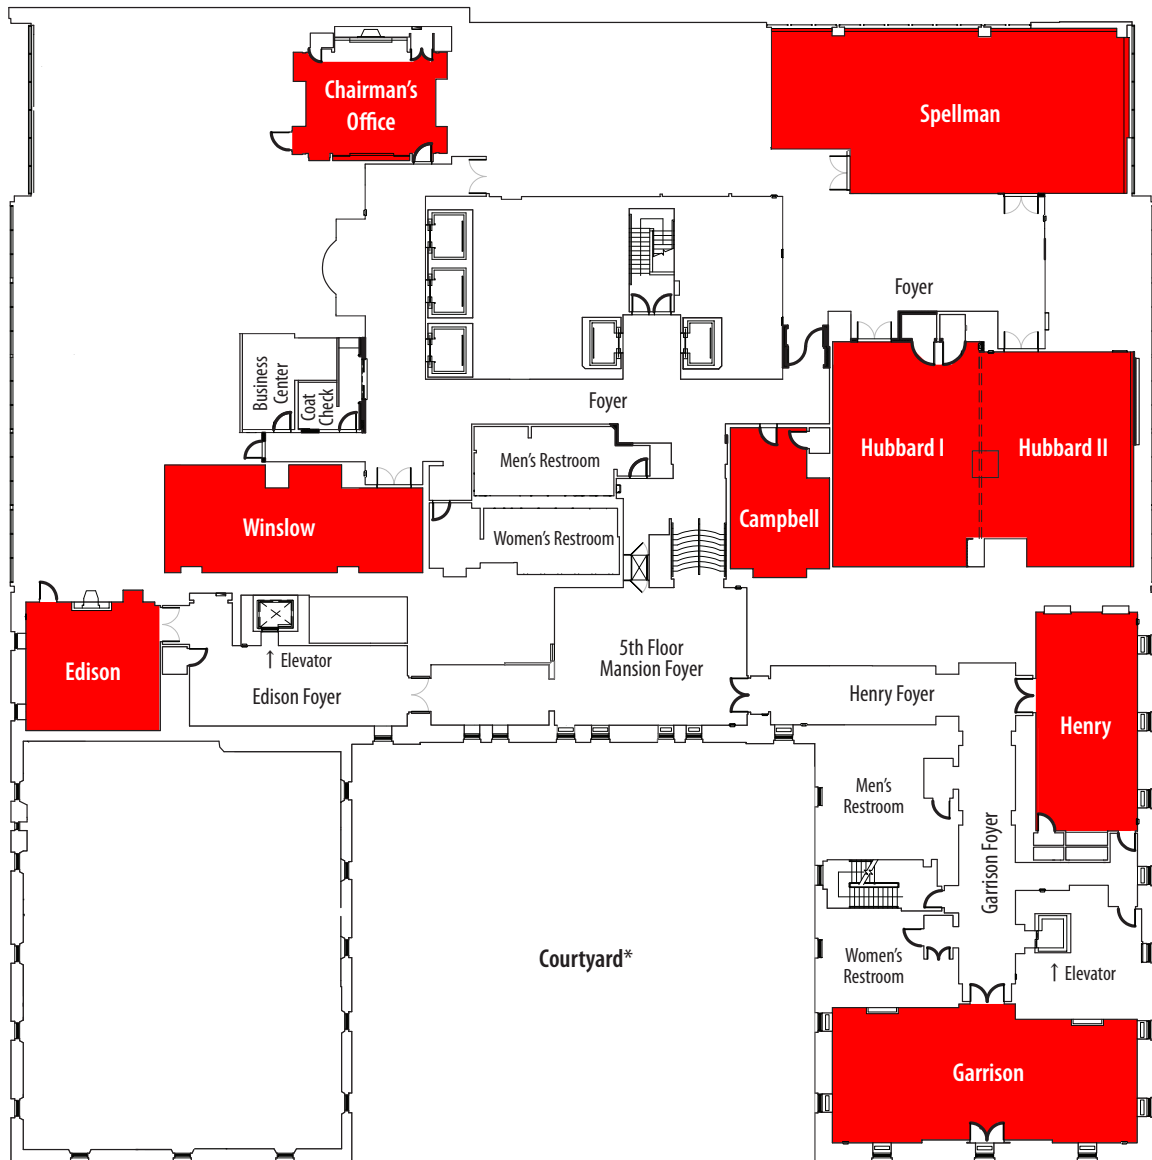 Chairman's
Office
Spellman
Foyer
Business
Center
Coat
Check
Foyer
Men's Restroom
Hubbard I
Hubbard II
Winslow
Women's Restroom
Campbell
Edison
↑ Elevator
Edison Foyer
5th Floor
Mansion Foyer
Henry Foyer
Henry
Men's
Restroom
Garrison Foyer
Women's
Restroom
↑ Elevator
Courtyard*
Garrison